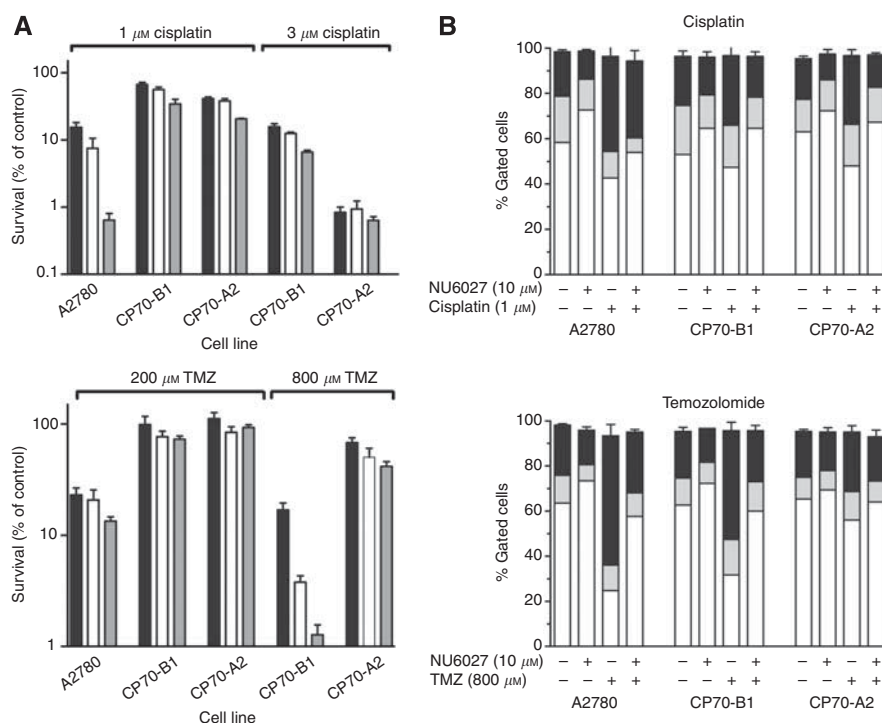 A
1 μM cisplatin 3 μM cisplatin
Survival (% of control)
100
10
1
0.1
A2780 CP70-B1 CP70-A2 CP70-B1 CP70-A2
Cell line
200 μM TMZ 800 μM TMZ
Survival (% of control)
100
10
1
A2780 CP70-B1 CP70-A2 CP70-B1 CP70-A2
Cell line
B
Cisplatin
% Gated cells
100
80
60
40
20
0
NU6027 (10 μM) – + – + – + – + – + – +
Cisplatin (1 μM) – – + + – – + + – – + +
A2780 CP70-B1 CP70-A2
Temozolomide
% Gated cells
100
80
60
40
20
0
NU6027 (10 μM) – + – + – + – + – + – +
TMZ (800 μM) – – + + – – + + – – + +
A2780 CP70-B1 CP70-A2